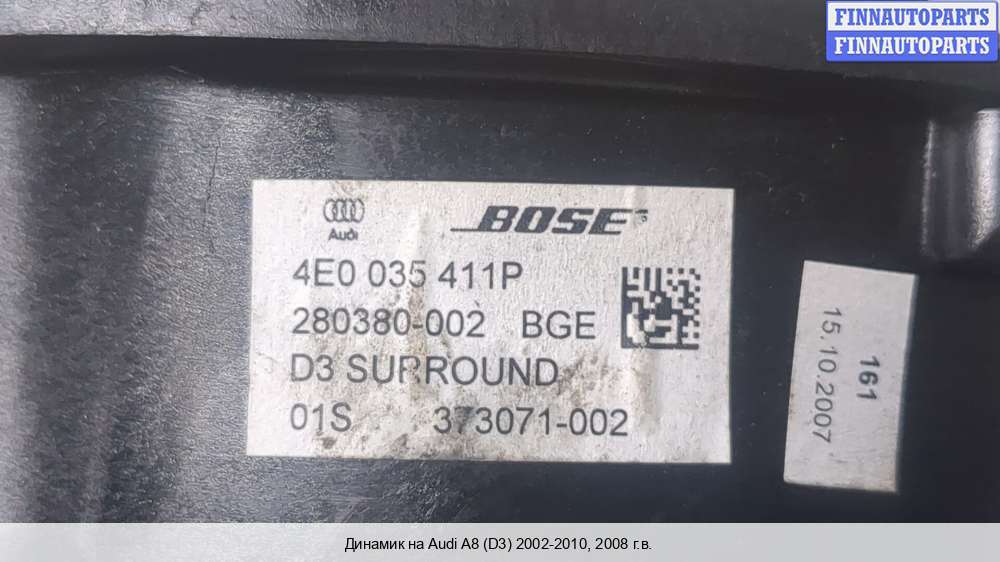 FINNAUTOPARTS
FINNAUTOPARTS
Audi
BOSE
4E0 035 411P
280380-002 BGE
D3 SURROUND
01S 373071-002
161
15.10.2007
Динамик на Audi A8 (D3) 2002-2010, 2008 г.в.